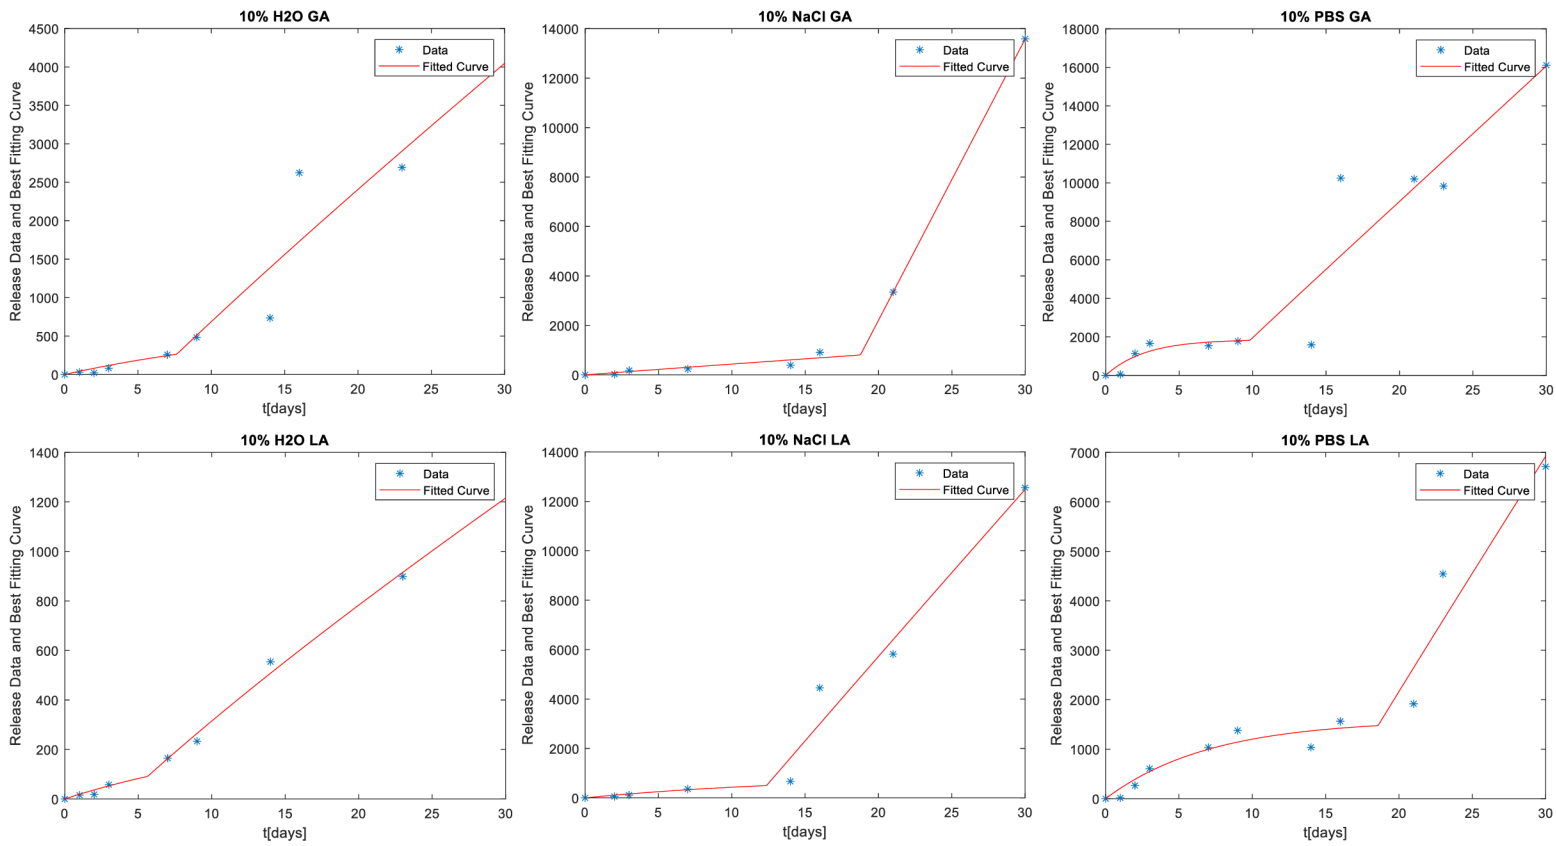 10% H2O GA
Release Data and Best Fitting Curve
4500
4000
3500
3000
2500
2000
1500
1000
500
0
0 5 10 15 20 25 30
t[days]
Data
Fitted Curve
10% NaCl GA
Release Data and Best Fitting Curve
14000
12000
10000
8000
6000
4000
2000
0
0 5 10 15 20 25 30
t[days]
Data
Fitted Curve
10% PBS GA
Release Data and Best Fitting Curve
18000
16000
14000
12000
10000
8000
6000
4000
2000
0
0 5 10 15 20 25 30
t[days]
Data
Fitted Curve
10% H2O LA
Release Data and Best Fitting Curve
1400
1200
1000
800
600
400
200
0
0 5 10 15 20 25 30
t[days]
Data
Fitted Curve
10% NaCl LA
Release Data and Best Fitting Curve
14000
12000
10000
8000
6000
4000
2000
0
0 5 10 15 20 25 30
t[days]
Data
Fitted Curve
10% PBS LA
Release Data and Best Fitting Curve
7000
6000
5000
4000
3000
2000
1000
0
0 5 10 15 20 25 30
t[days]
Data
Fitted Curve